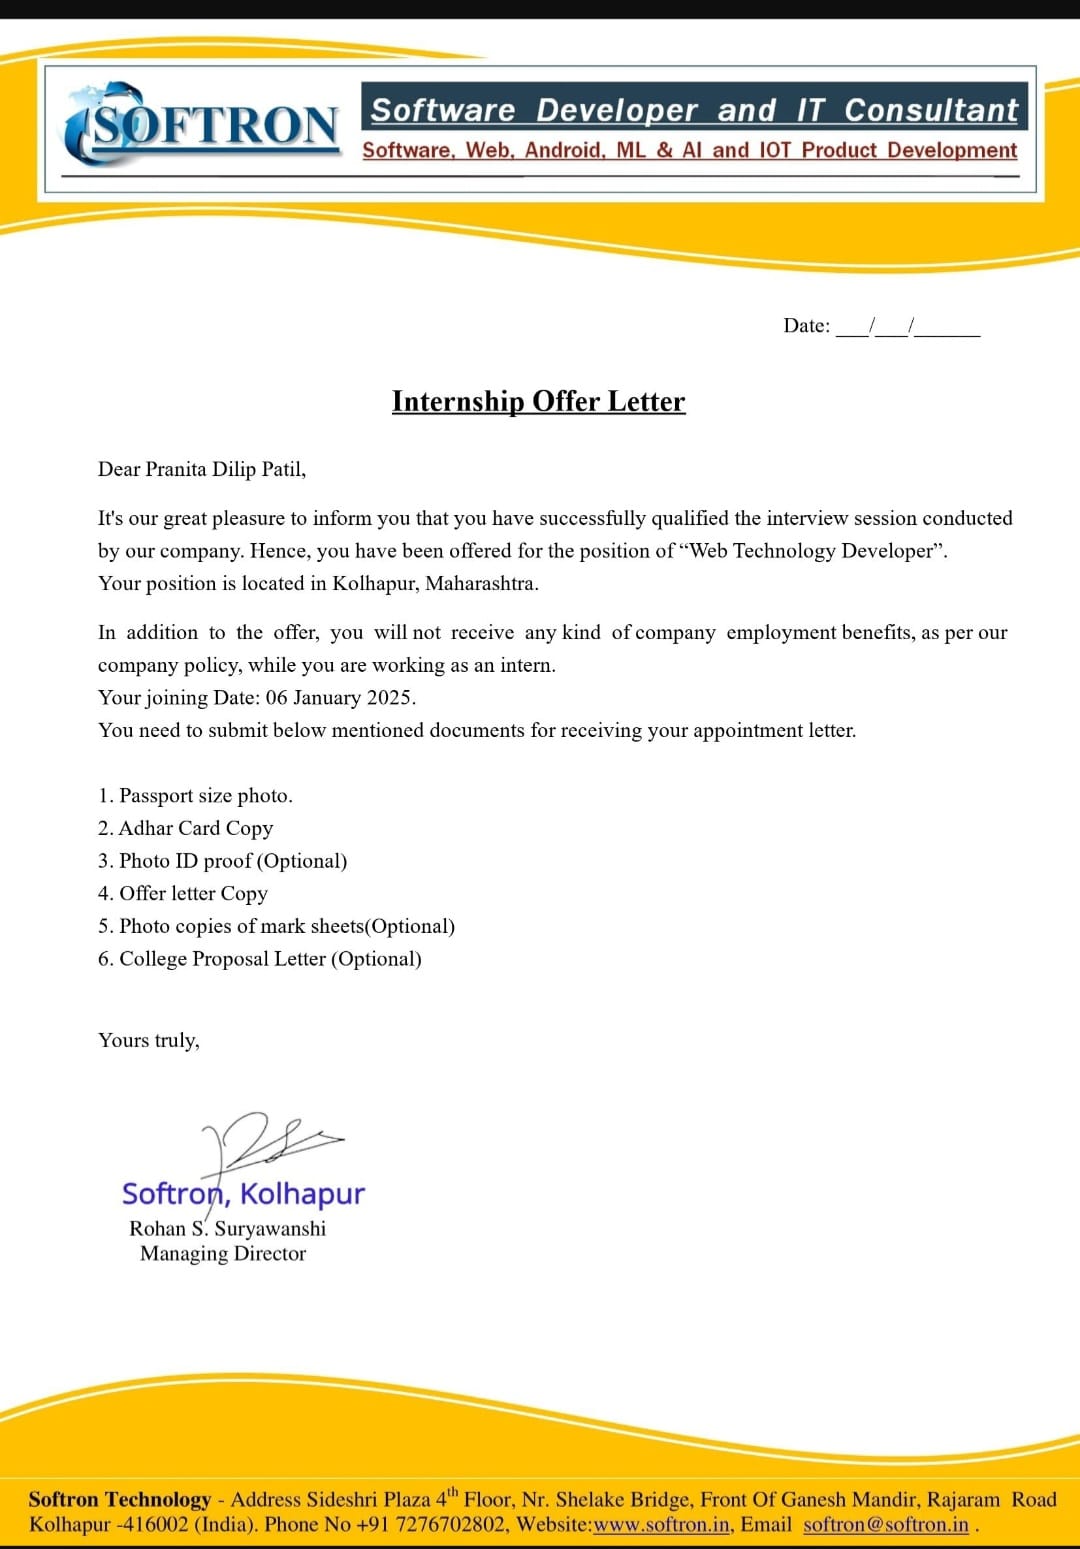 SOFTRON
Software Developer and IT Consultant
Software, Web, Android, ML & AI and IOT Product Development
Date: ___/___/______
Internship Offer Letter
Dear Pranita Dilip Patil,
It's our great pleasure to inform you that you have successfully qualified the interview session conducted
by our company. Hence, you have been offered for the position of “Web Technology Developer”.
Your position is located in Kolhapur, Maharashtra.
In addition to the offer, you will not receive any kind of company employment benefits, as per our
company policy, while you are working as an intern.
Your joining Date: 06 January 2025.
You need to submit below mentioned documents for receiving your appointment letter.
1. Passport size photo.
2. Adhar Card Copy
3. Photo ID proof (Optional)
4. Offer letter Copy
5. Photo copies of mark sheets(Optional)
6. College Proposal Letter (Optional)
Yours truly,
Softron, Kolhapur
Rohan S. Suryawanshi
Managing Director
Softron Technology - Address Sideshri Plaza 4th Floor, Nr. Shelake Bridge, Front Of Ganesh Mandir, Rajaram Road
Kolhapur -416002 (India). Phone No +91 7276702802, Website:www.softron.in, Email softron@softron.in .